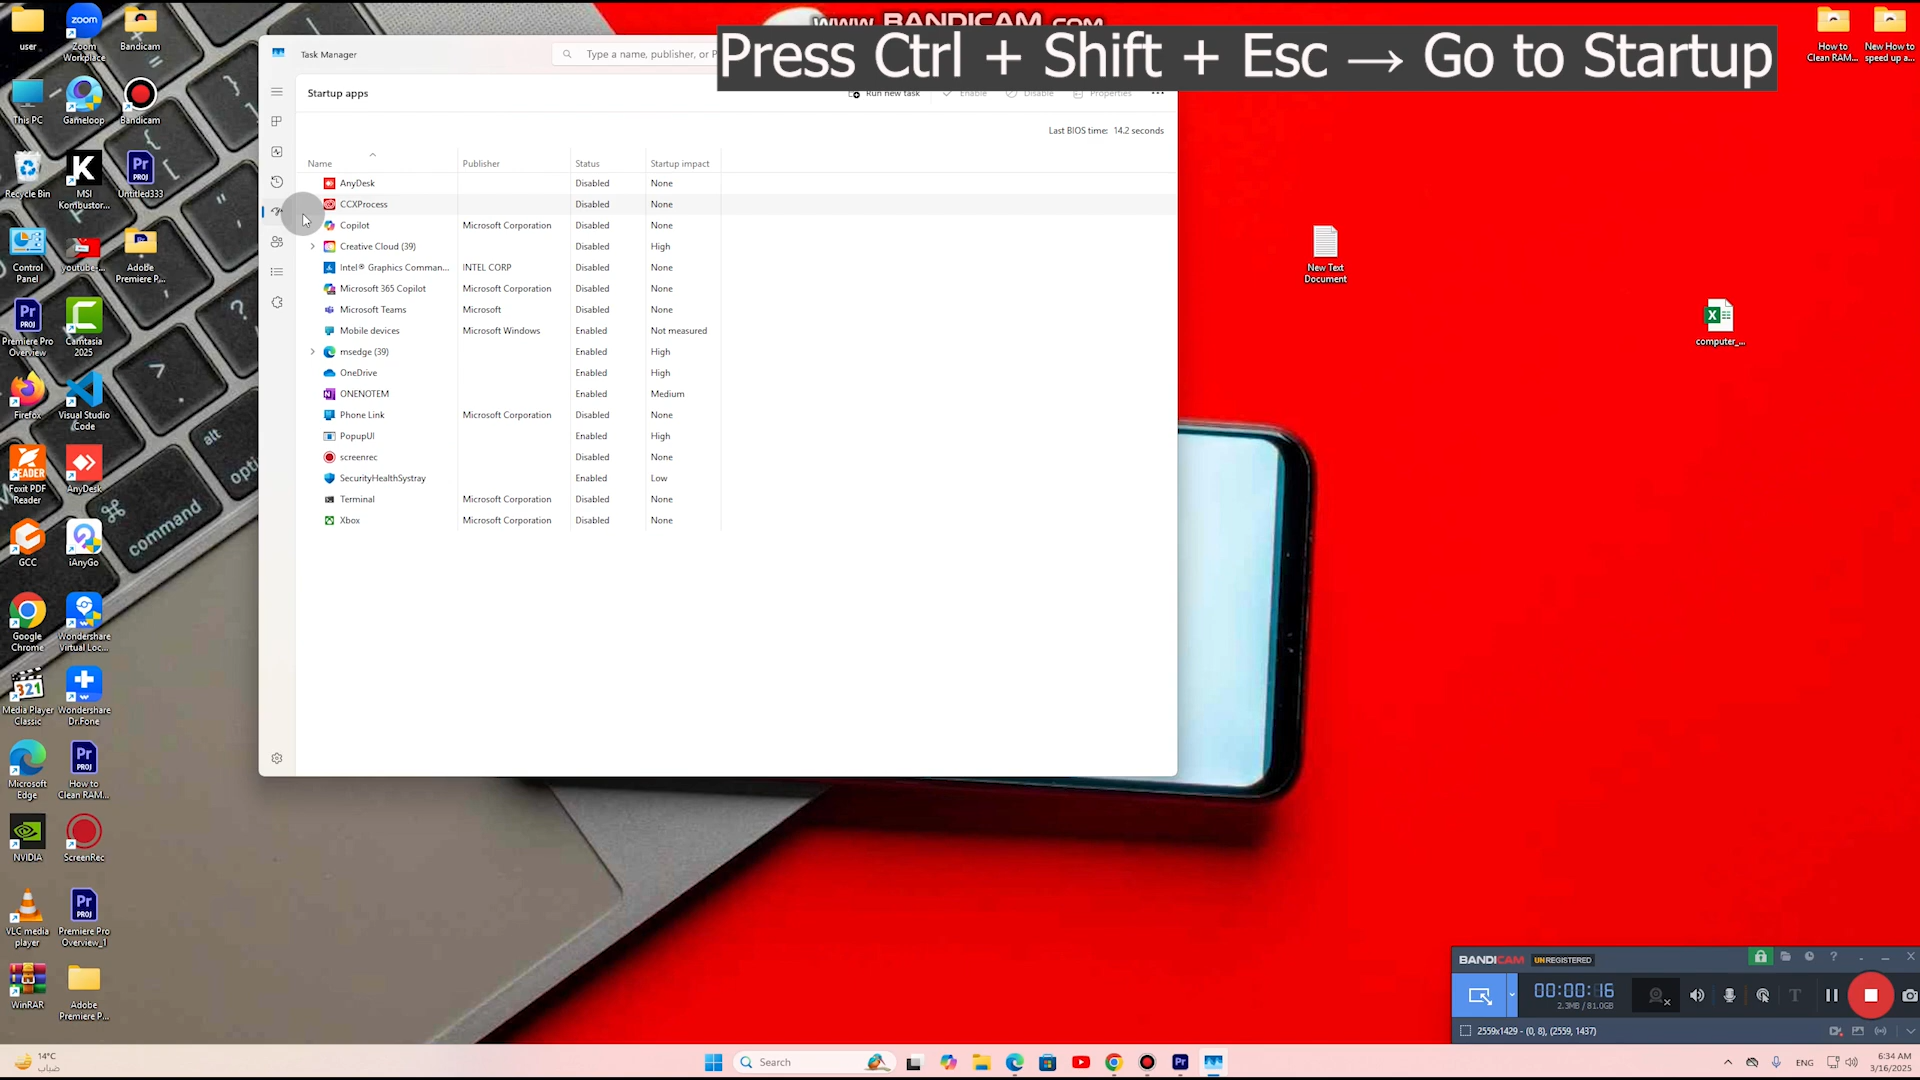 www.BANDICAM.com
Press Ctrl + Shift + Esc → Go to Startup
user
Zoom
Workplace
Bandicam
How to
Clean RAM...
New How to
speed up a...
This PC
Gameloop
Bandicam
Recycle Bin
MSI
Kombustor...
Untitled333
Control
Panel
youtube-...
Adobe
Premiere P...
Premiere Pro
Overview
Camtasia
2025
Firefox
Visual Studio
Code
Foxit PDF
Reader
AnyDesk
GCC
iAnyGo
Google
Chrome
Wondershare
Virtual Loc...
Media Player
Classic
Wondershare
Dr.Fone
Microsoft
Edge
How to
Clean RAM...
NVIDIA
ScreenRec
VLC media
player
Premiere Pro
Overview_1
WinRAR
Adobe
Premiere P...
Task Manager
Type a name, publisher, or P
Startup apps
Run new task
Enable
Disable
Properties
Last BIOS time: 14.2 seconds
Name Publisher Status Startup impact
AnyDesk Disabled None
CCXProcess Disabled None
Copilot Microsoft Corporation Disabled None
Creative Cloud (39) Disabled High
Intel® Graphics Comman... INTEL CORP Disabled None
Microsoft 365 Copilot Microsoft Corporation Disabled None
Microsoft Teams Microsoft Disabled None
Mobile devices Microsoft Windows Enabled Not measured
msedge (39) Enabled High
OneDrive Enabled High
ONENOTEM Enabled Medium
Phone Link Microsoft Corporation Disabled None
PopupUI Enabled High
screenrec Disabled None
SecurityHealthSystray Enabled Low
Terminal Microsoft Corporation Disabled None
Xbox Microsoft Corporation Disabled None
New Text
Document
computer_...
alt
option
command
BANDICAM UNREGISTERED
00:00:16
2.3MB / 81.0GB
2559x1429 - (0, 8), (2559, 1437)
14°C
ضباب
Search
ENG
6:34 AM
3/16/2025